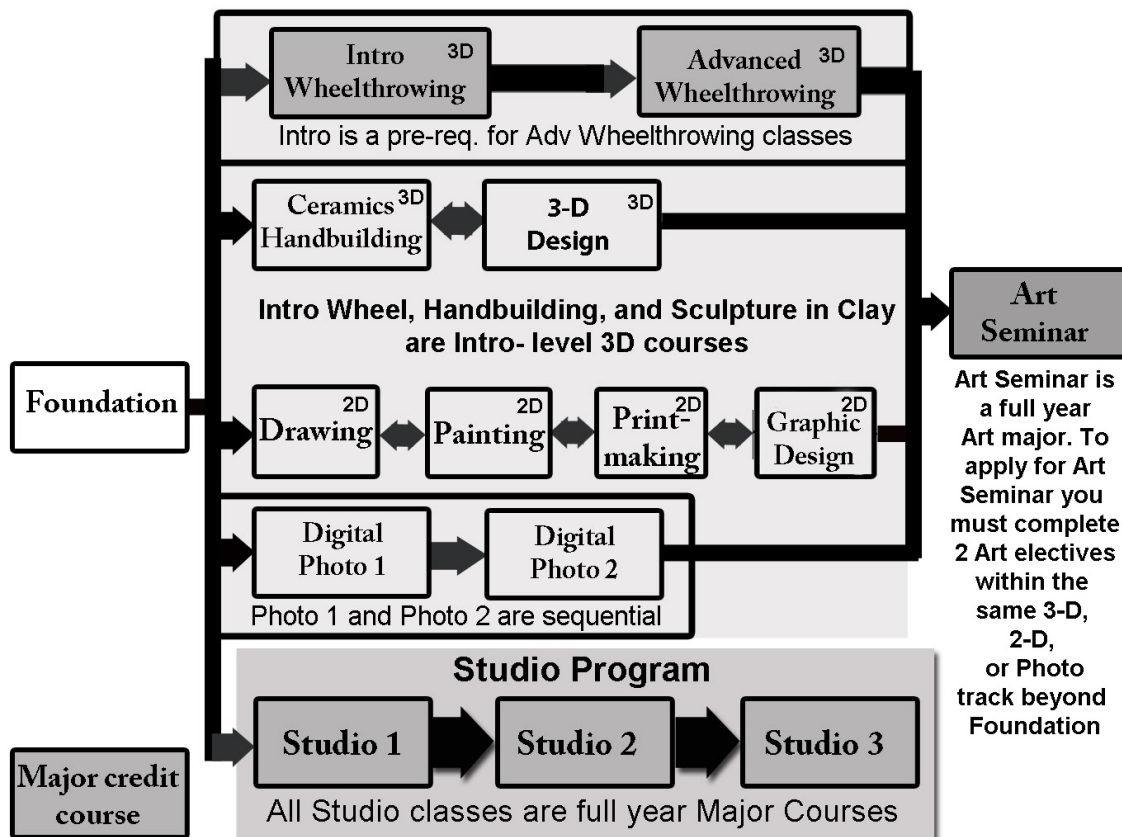 Intro 3D
Wheelthrowing
Advanced 3D
Wheelthrowing
Intro is a pre-req. for Adv Wheelthrowing classes
Ceramics 3D
Handbuilding
3-D 3D
Design
Intro Wheel, Handbuilding, and Sculpture in Clay
are Intro- level 3D courses
Art
Seminar
Foundation
2D
Drawing
2D
Painting
2D
Print-
making
2D
Graphic
Design
Art Seminar is
a full year
Art major. To
apply for Art
Seminar you
must complete
2 Art electives
within the
same 3-D,
2-D,
or Photo
track beyond
Foundation
Digital
Photo 1
Digital
Photo 2
Photo 1 and Photo 2 are sequential
Studio Program
Studio 1
Studio 2
Studio 3
All Studio classes are full year Major Courses
Major credit
course